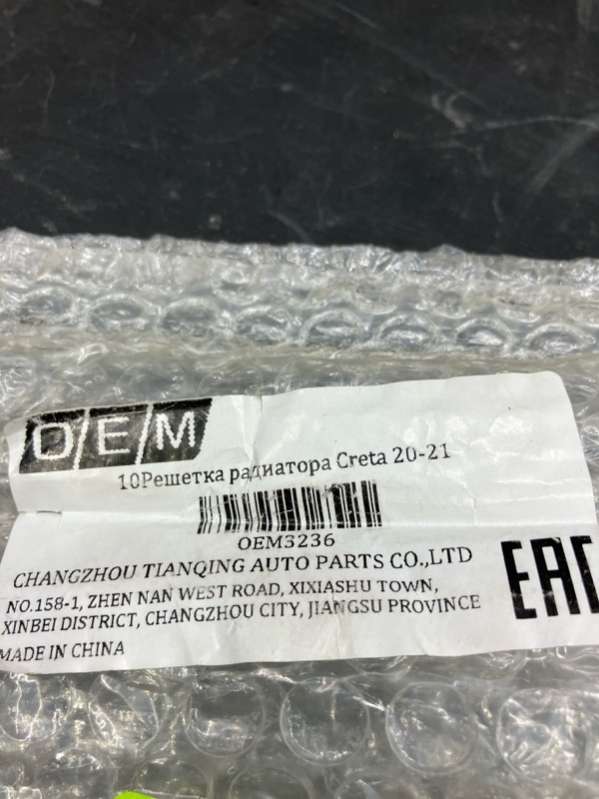 OEM
10Решетка радиатора Creta 20-21
OEM3236
CHANGZHOU TIANQING AUTO PARTS CO.,LTD
NO.158-1, ZHEN NAN WEST ROAD, XIXIASHU TOWN,
XINBEI DISTRICT, CHANGZHOU CITY, JIANGSU PROVINCE
MADE IN CHINA
EAC